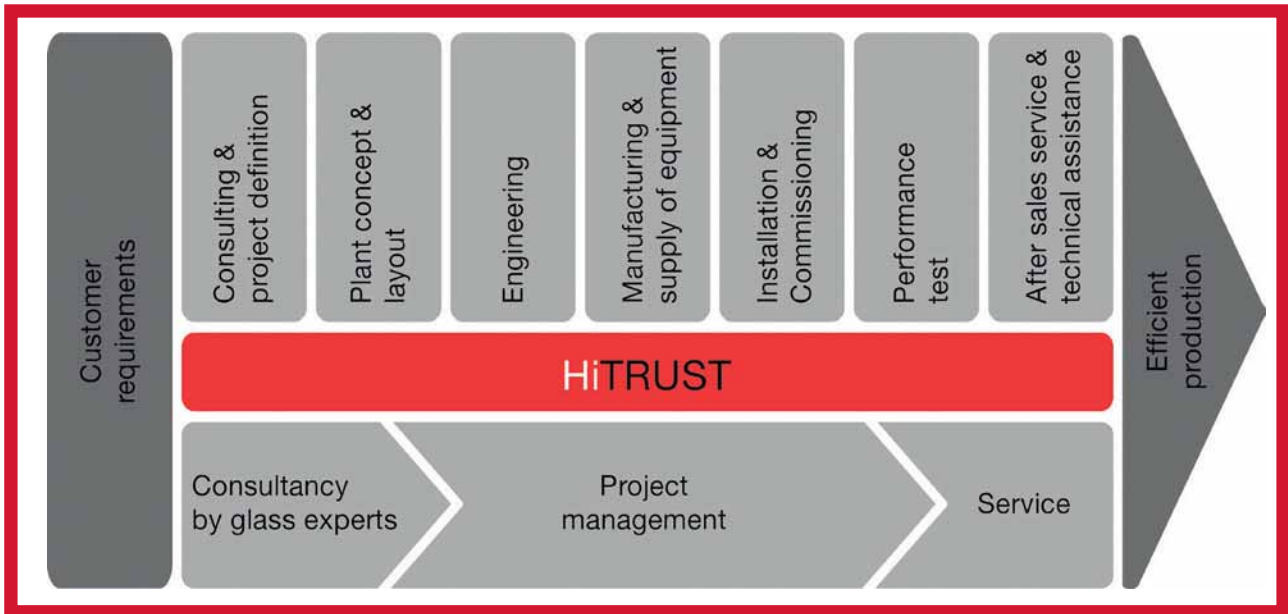 Customer
requirements
Consulting &
project definition
Plant concept &
layout
Engineering
Manufacturing &
supply of equipment
Installation &
Commissioning
Performance
test
After sales service &
technical assistance
HiTRUST
Consultancy
by glass experts
Project
management
Service
Efficient
production